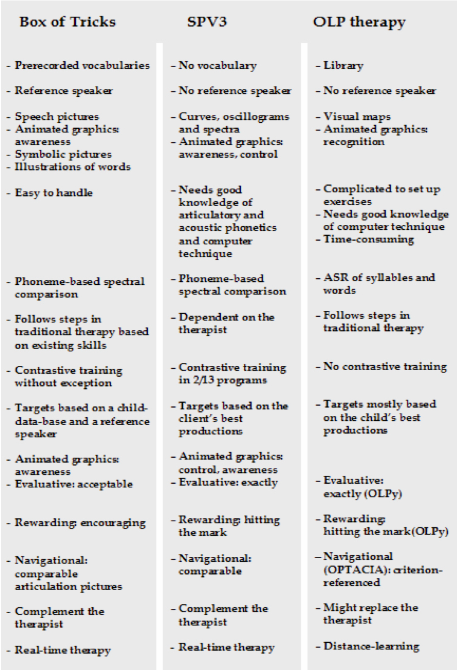 Box of Tricks
- Prerecorded vocabularies
- Reference speaker
- Speech pictures
- Animated graphics:
awareness
- Symbolic pictures
- Illustrations of words
- Easy to handle
- Phoneme-based spectral
comparison
- Follows steps in
traditional therapy based
on existing skills
- Contrastive training
without exception
- Targets based on a child-
data-base and a reference
speaker
- Animated graphics:
awareness
- Evaluative: acceptable
- Rewarding: encouraging
- Navigational:
comparable
articulation pictures
- Complement the
therapist
- Real-time therapy
SPV3
- No vocabulary
- No reference speaker
- Curves, oscillograms
and spectra
- Animated graphics:
awareness, control
- Needs good
knowledge of
articulatory and
acoustic phonetics
and computer
technique
- Phoneme-based
spectral comparison
- Dependent on the
therapist
- Contrastive training
in 2/13 programs
- Targets based on the
client's best
productions
- Animated graphics:
control, awareness
- Evaluative: exactly
- Rewarding: hitting
the mark
- Navigational:
comparable
- Complement the
therapist
- Real-time therapy
OLP therapy
- Library
- No reference speaker
- Visual maps
- Animated graphics:
recognition
- Complicated to set up
exercises
- Needs good knowledge
of computer technique
- Time-consuming
- ASR of syllables and
words
- Follows steps in
traditional therapy
- No contrastive training
- Targets mostly based
on the child's best
productions
- Evaluative:
exactly (OLPy)
- Rewarding:
hitting the mark(OLPy)
- Navigational
(OPTACIA): criterion-
referenced
- Might replace the
therapist
- Distance-learning